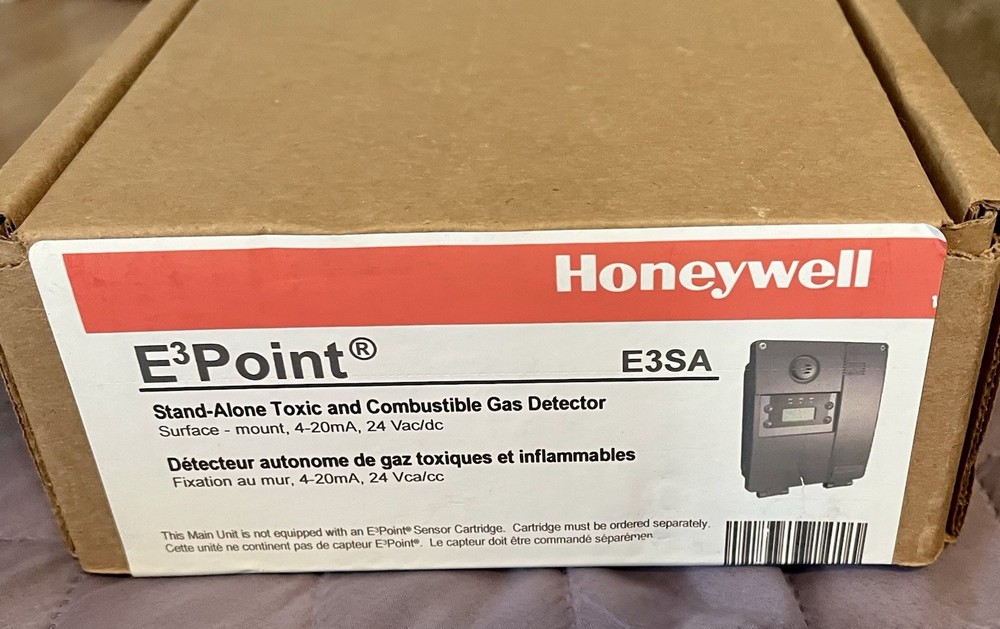 Honeywell
E³Point®
E3SA
Stand-Alone Toxic and Combustible Gas Detector
Surface - mount, 4-20mA, 24 Vac/dc
Détecteur autonome de gaz toxiques et inflammables
Fixation au mur, 4-20mA, 24 Vca/cc
This Main Unit is not equipped with an E³Point® Sensor Cartridge. Cartridge must be ordered separately.
Cette unité ne continent pas de capteur E³Point®. Le capteur doit être commandé séparémen